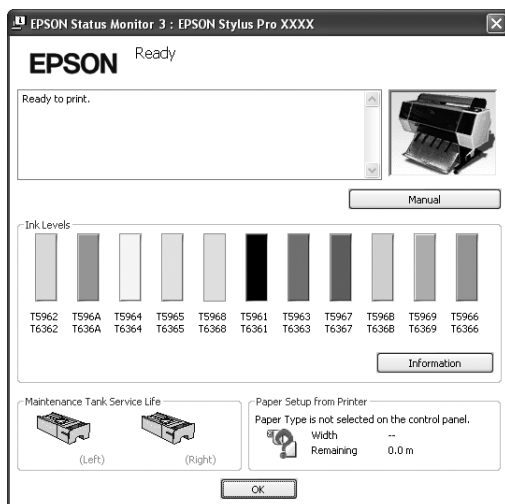 EPSON Status Monitor 3 : EPSON Stylus Pro XXXX
EPSON
Ready
Ready to print.
Manual
Ink Levels
T5962 T596A T5964 T5965 T5968 T5961 T5963 T5967 T596B T5969 T5966
T6362 T636A T6364 T6365 T6368 T6361 T6363 T6367 T636B T6369 T6366
Information
Maintenance Tank Service Life
(Left) (Right)
Paper Setup from Printer
Paper Type is not selected on the control panel.
Width --
Remaining 0.0 m
OK